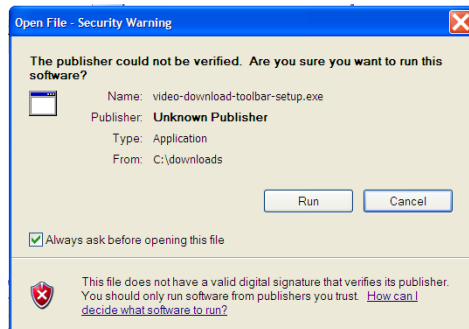 Open File - Security Warning
The publisher could not be verified. Are you sure you want to run this
software?
Name: video-download-toolbar-setup.exe
Publisher: Unknown Publisher
Type: Application
From: C:\downloads
Run Cancel
Always ask before opening this file
This file does not have a valid digital signature that verifies its publisher.
You should only run software from publishers you trust. How can I
decide what software to run?